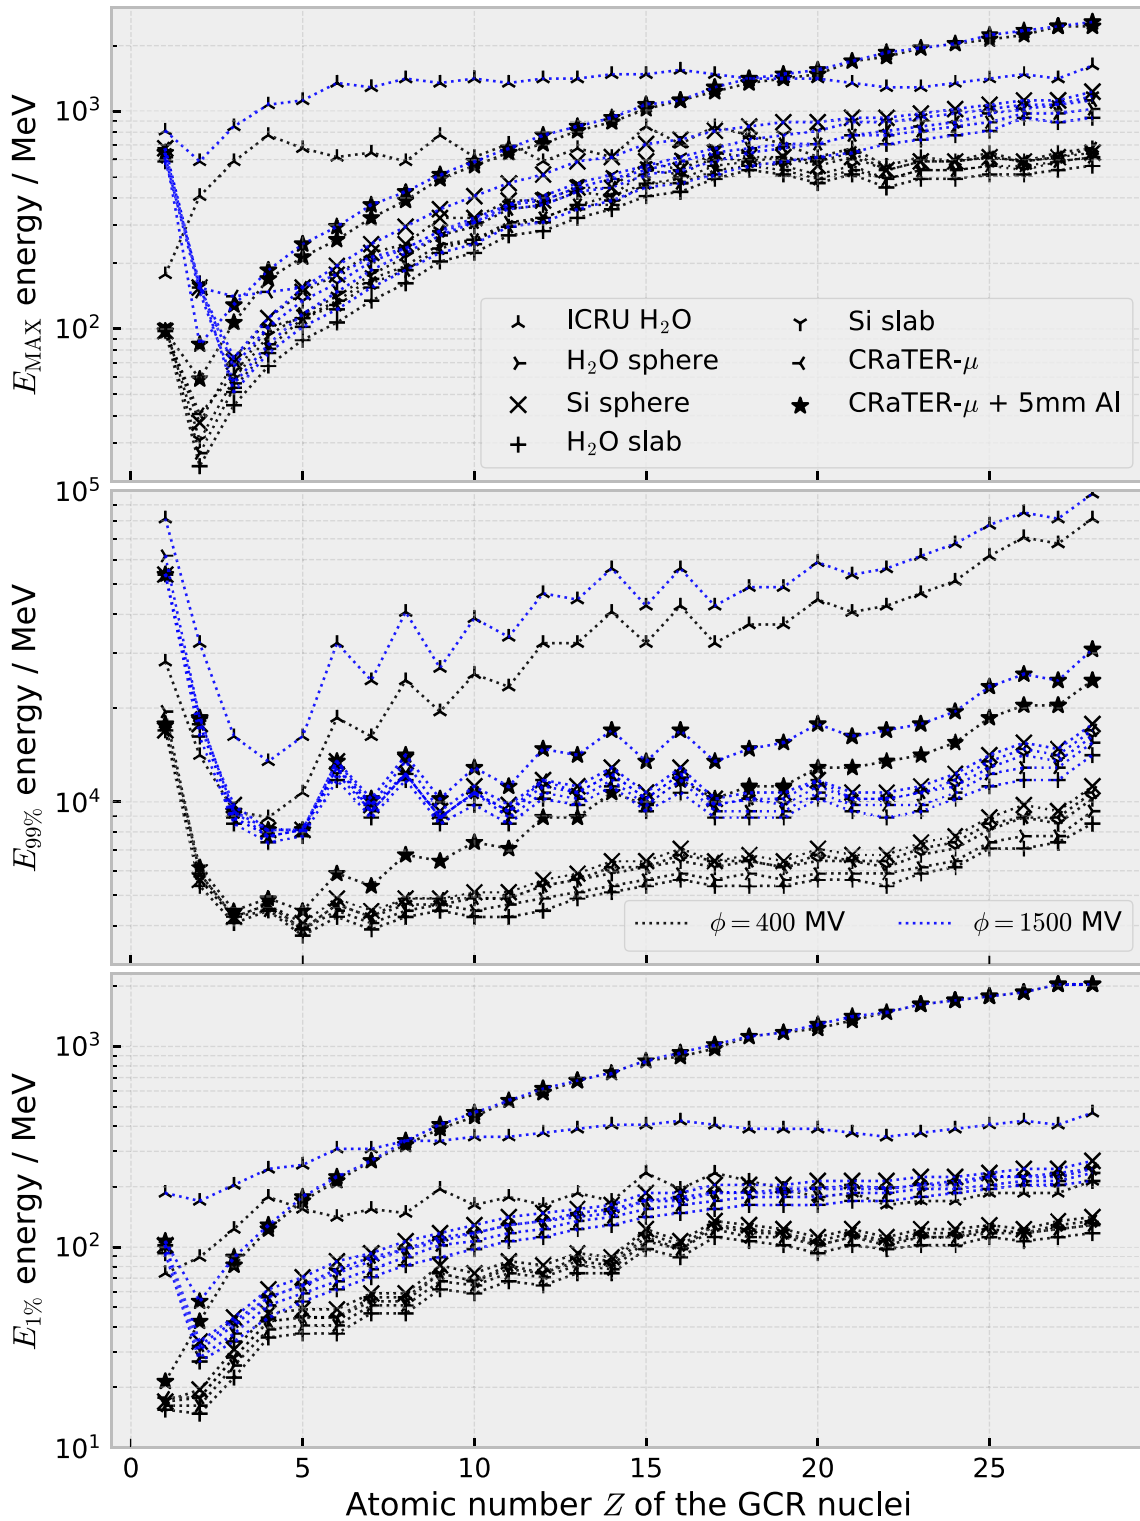 10³
10²
E_MAX energy / MeV
ICRU H₂O
H₂O sphere
Si sphere
H₂O slab
Si slab
CRaTER-μ
CRaTER-μ + 5mm Al
10⁵
10⁴
E_99% energy / MeV
ϕ = 400 MV
ϕ = 1500 MV
10³
10²
10¹
E_1% energy / MeV
0 5 10 15 20 25
Atomic number Z of the GCR nuclei